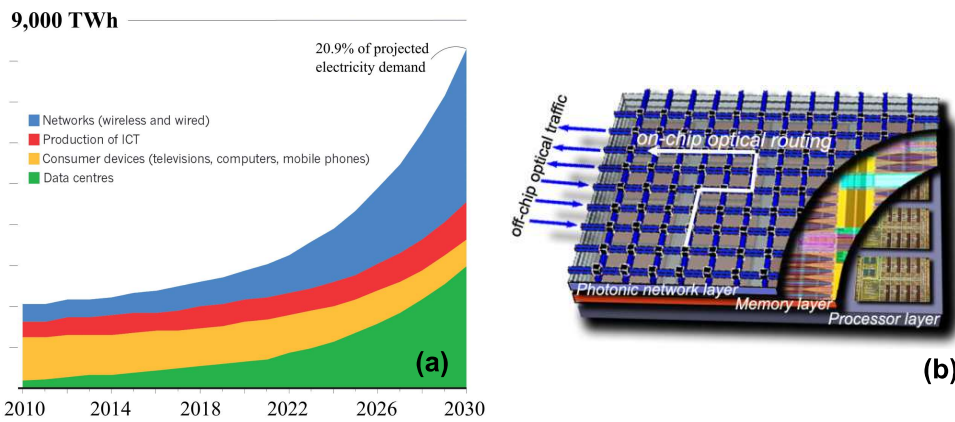 9,000 TWh
20.9% of projected
electricity demand
Networks (wireless and wired)
Production of ICT
Consumer devices (televisions, computers, mobile phones)
Data centres
(a)
2010 2014 2018 2022 2026 2030
off-chip optical traffic
on-chip optical routing
Photonic network layer
Memory layer
Processor layer
(b)